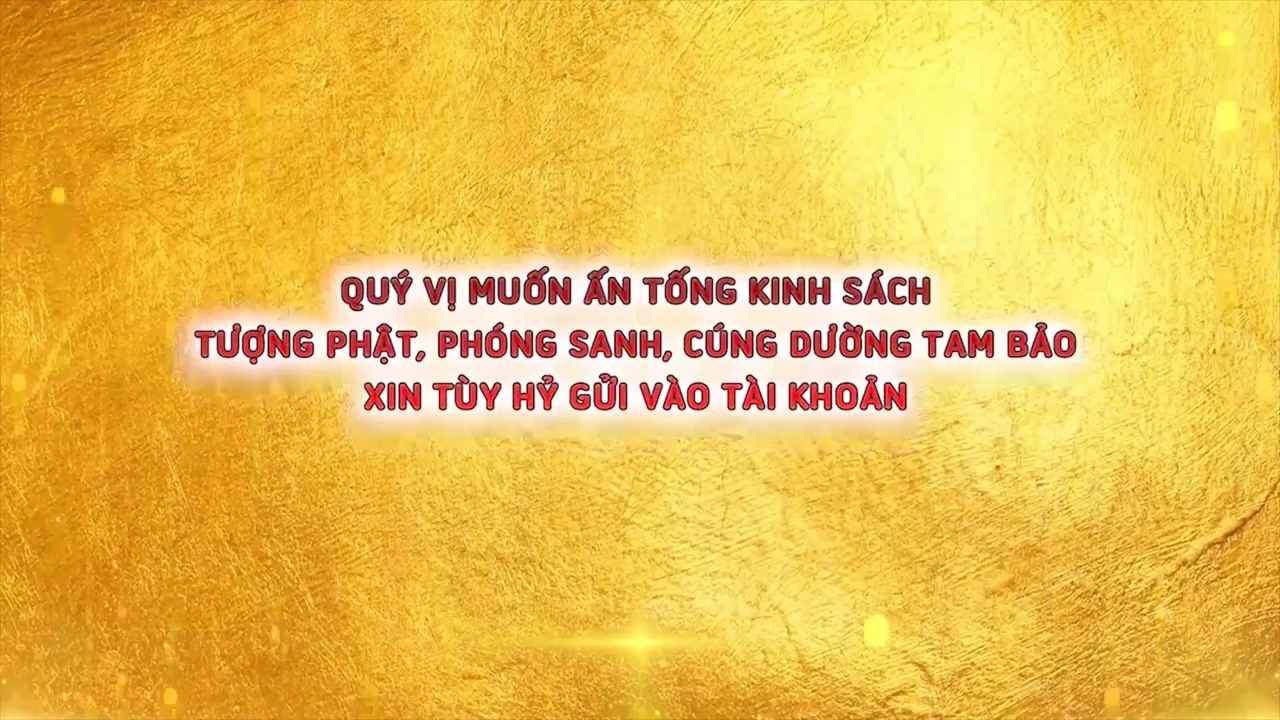 QUÝ VỊ MUỐN ẤN TỐNG KINH SÁCH
TƯỢNG PHẬT, PHÓNG SANH, CÚNG DƯỜNG TAM BẢO
XIN TÙY HỶ GỬI VÀO TÀI KHOẢN